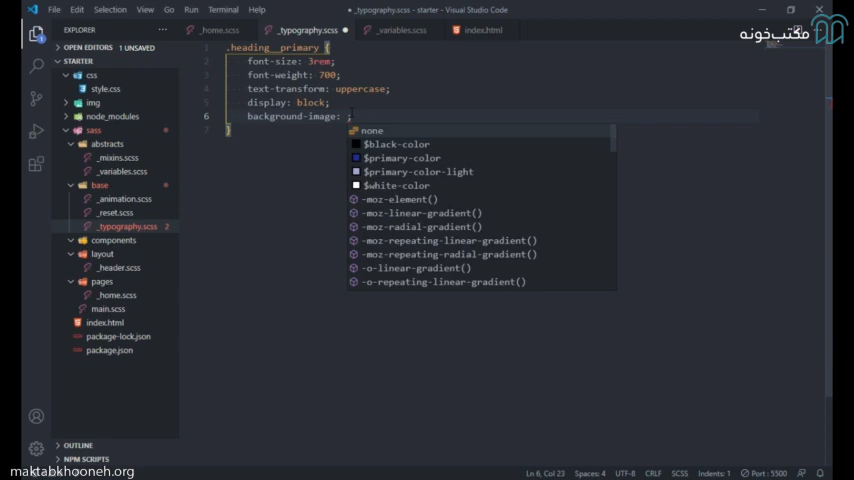 File Edit Selection View Go Run Terminal Help
● _typography.scss - starter - Visual Studio Code
مکتب‌خونه
EXPLORER ···
_home.scss
_typography.scss ●
_variables.scss
index.html
OPEN EDITORS 1 UNSAVED
STARTER
css
style.css
img
node_modules
sass
abstracts
_mixins.scss
_variables.scss
base
_animation.scss
_reset.scss
_typography.scss 2
components
layout
_header.scss
pages
_home.scss
main.scss
index.html
package-lock.json
package.json
OUTLINE
NPM SCRIPTS
1 .heading__primary {
2 font-size: 3rem;
3 font-weight: 700;
4 text-transform: uppercase;
5 display: block;
6 background-image: ;
7 }
none
$black-color
$primary-color
$primary-color-light
$white-color
-moz-element()
-moz-linear-gradient()
-moz-radial-gradient()
-moz-repeating-linear-gradient()
-moz-repeating-radial-gradient()
-o-linear-gradient()
-o-repeating-linear-gradient()
maktabkhooneh.org
Ln 6, Col 23 Spaces: 4 UTF-8 CRLF SCSS Indents: 1 Port : 5500